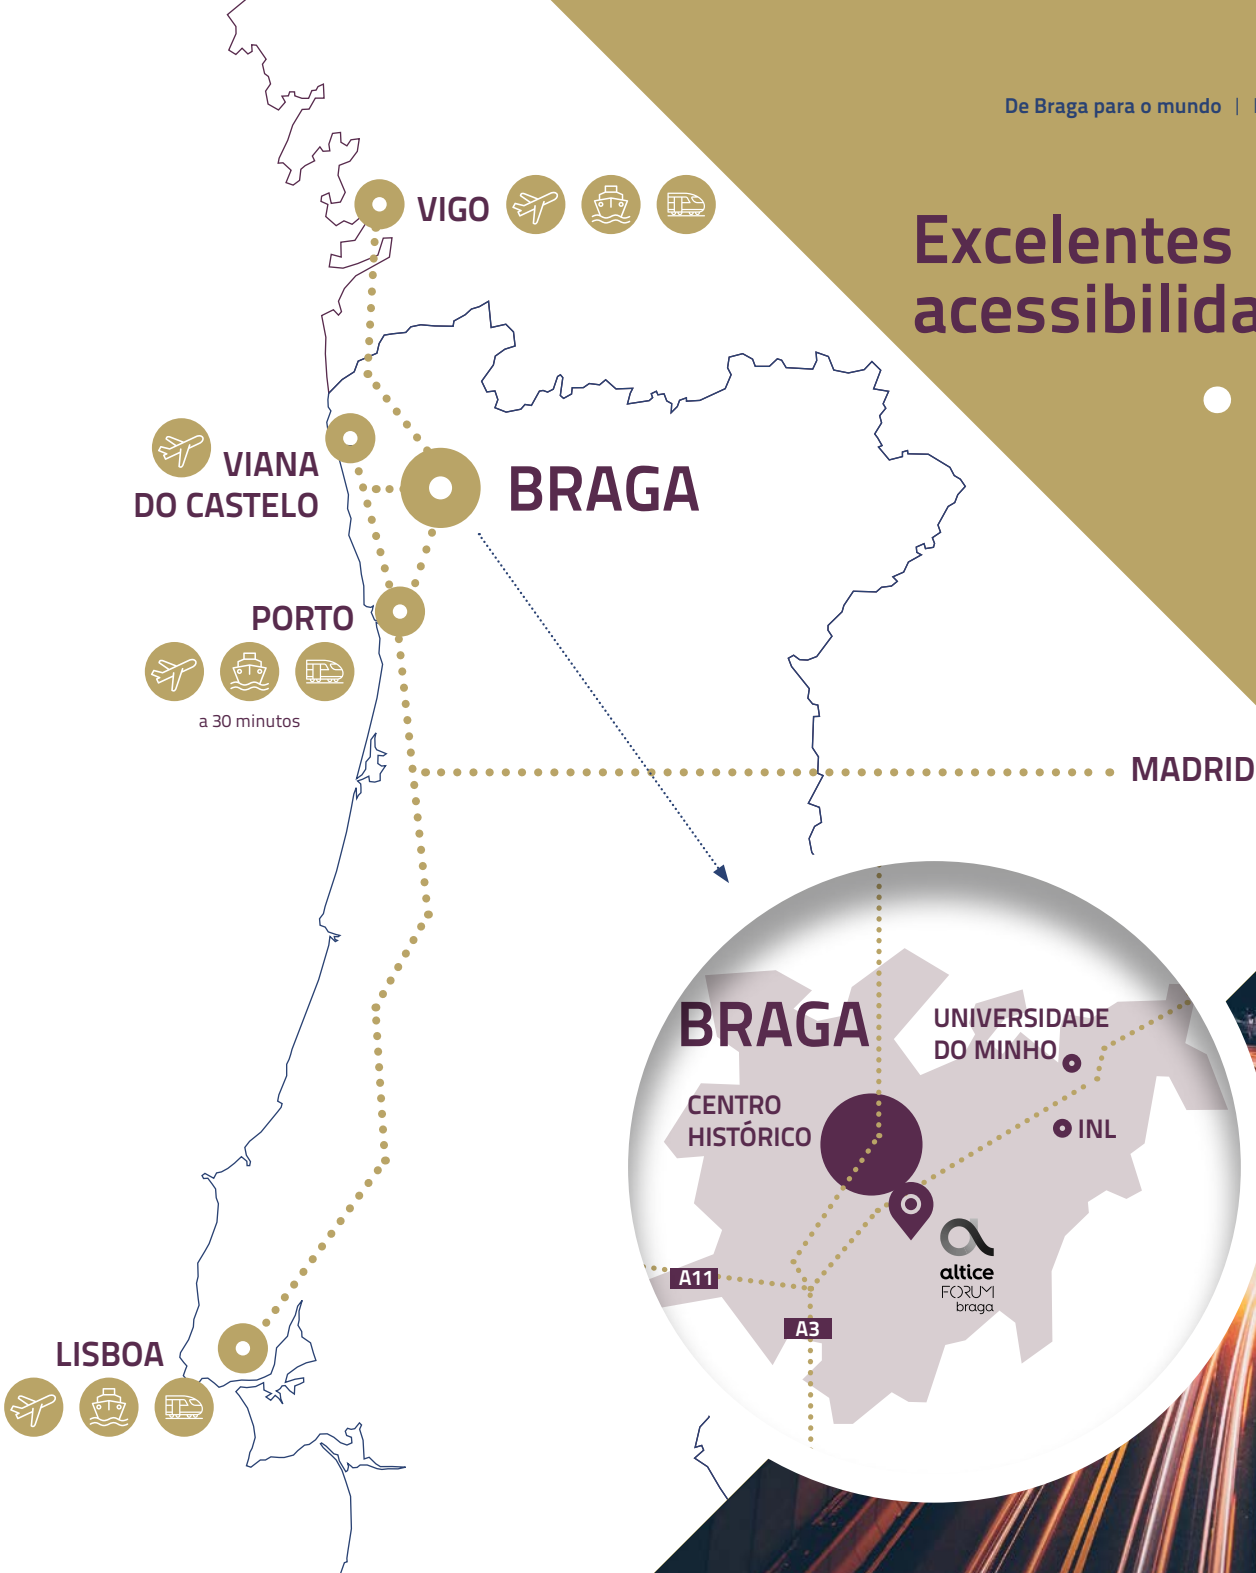 De Braga para o mundo |
Excelentes
VIGO
VIANA
DO CASTELO
BRAGA
PORTO
a 30 minutos
MADRID
BRAGA
UNIVERSIDADE
DO MINHO
CENTRO
HISTÓRICO
INL
altice
FORUM
braga
A11
A3
LISBOA